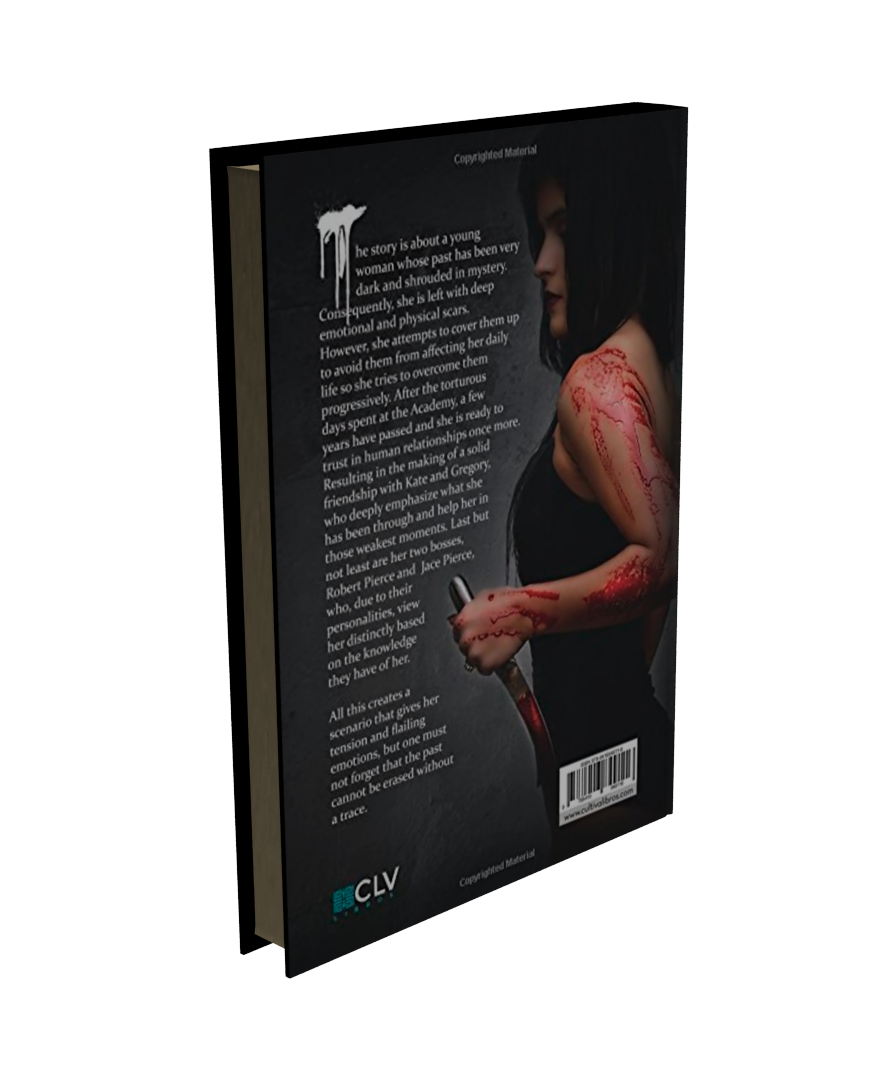 Copyrighted Material
The story is about a young
woman whose past has been very
dark and shrouded in mystery.
Consequently, she is left with deep
emotional and physical scars.
However, she attempts to cover them up
to avoid them from affecting her daily
life so she tries to overcome them
progressively. After the torturous
days spent at the Academy, a few
years have passed and she is ready to
trust in human relationships once more.
Resulting in the making of a solid
friendship with Kate and Gregory,
who deeply emphasize what she
has been through and help her in
those weakest moments. Last but
not least are her two bosses,
Robert Pierce and Jace Pierce,
who, due to their
personalities, view
her distinctly based
on the knowledge
they have of her.
All this creates a
scenario that gives her
tension and flailing
emotions, but one must
not forget that the past
cannot be erased without
a trace.
www.cultivalibros.com
CLV
LIBROS
Copyrighted Material